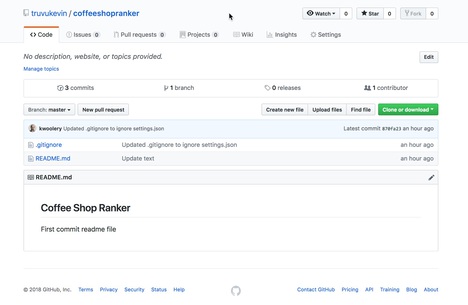 truvukevin / coffeeshopranker
Watch 0 Star 0 Fork 0
Code Issues 0 Pull requests 0 Projects 0 Wiki Insights Settings
No description, website, or topics provided. Edit
Manage topics
3 commits 1 branch 0 releases 1 contributor
Branch: master New pull request Create new file Upload files Find file Clone or download
kwoolery Updated .gitignore to ignore settings.json Latest commit an hour ago
.gitignore Updated .gitignore to ignore settings.json an hour ago
README.md Update text an hour ago
README.md
Coffee Shop Ranker
First commit readme file
© 2018 GitHub, Inc. Terms Privacy Security Status Help Contact GitHub Pricing API Training Blog About